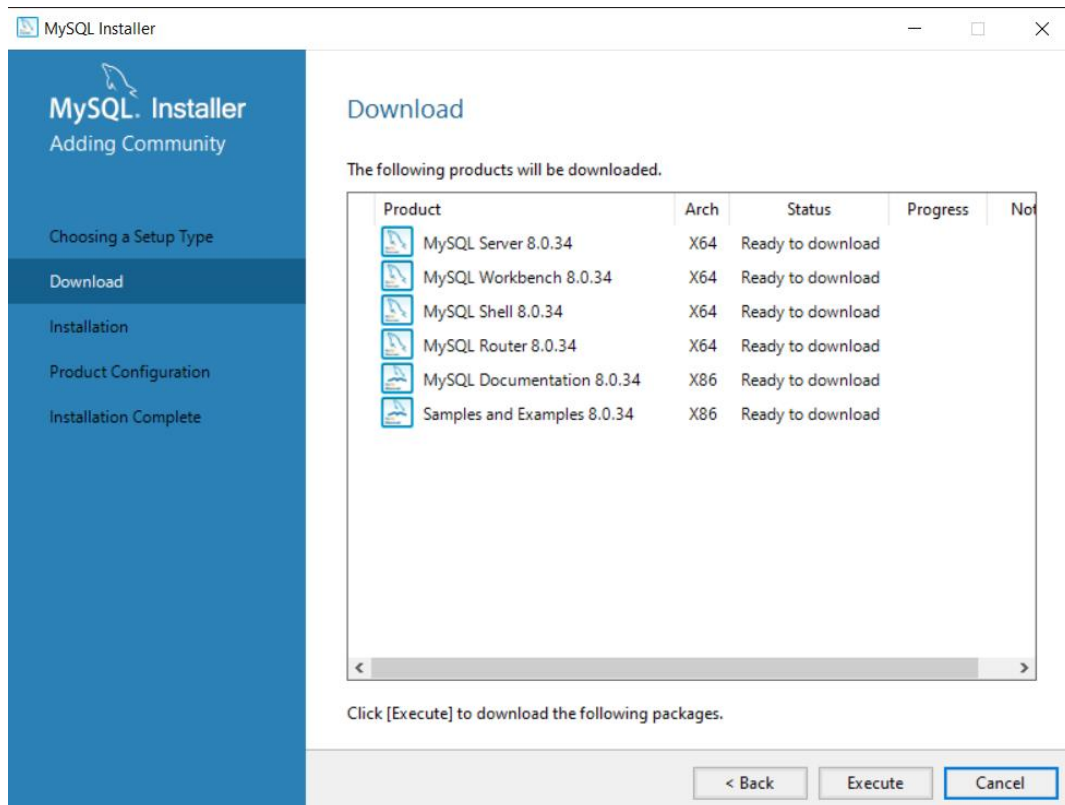 MySQL Installer
MySQL. Installer
Adding Community
Choosing a Setup Type
Download
Installation
Product Configuration
Installation Complete
Download
The following products will be downloaded.
Product Arch Status Progress Not
MySQL Server 8.0.34 X64 Ready to download
MySQL Workbench 8.0.34 X64 Ready to download
MySQL Shell 8.0.34 X64 Ready to download
MySQL Router 8.0.34 X64 Ready to download
MySQL Documentation 8.0.34 X86 Ready to download
Samples and Examples 8.0.34 X86 Ready to download
Click [Execute] to download the following packages.
< Back Execute Cancel